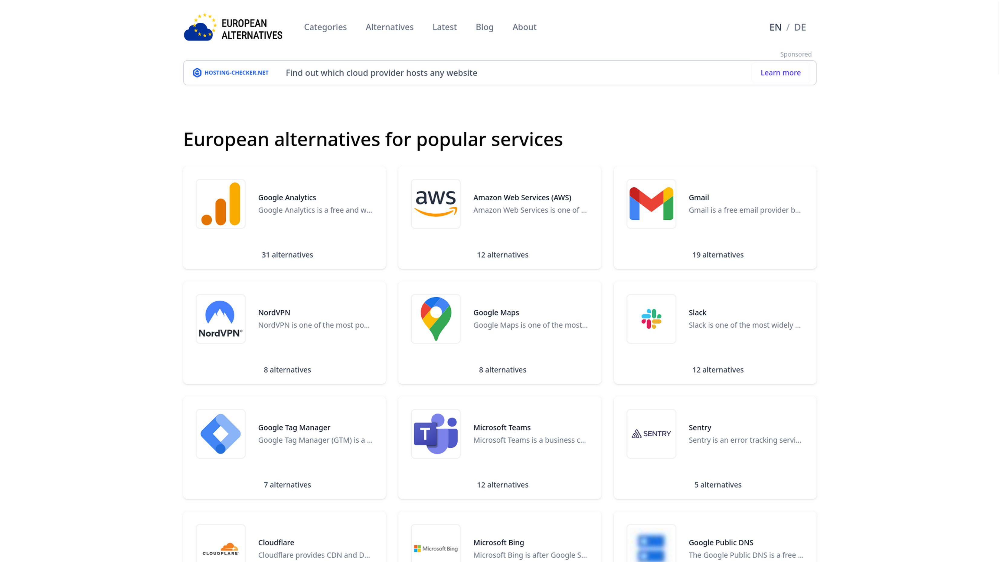 EUROPEAN
ALTERNATIVES
Categories
Alternatives
Latest
Blog
About
EN / DE
Sponsored
HOSTING-CHECKER.NET
Find out which cloud provider hosts any website
Learn more
European alternatives for popular services
Google Analytics
Google Analytics is a free and w...
31 alternatives
aws
Amazon Web Services (AWS)
Amazon Web Services is one of ...
12 alternatives
Gmail
Gmail is a free email provider b...
19 alternatives
NordVPN®
NordVPN
NordVPN is one of the most po...
8 alternatives
Google Maps
Google Maps is one of the most...
8 alternatives
Slack
Slack is one of the most widely ...
12 alternatives
Google Tag Manager
Google Tag Manager (GTM) is a ...
7 alternatives
T
Microsoft Teams
Microsoft Teams is a business c...
12 alternatives
SENTRY
Sentry
Sentry is an error tracking servi...
5 alternatives
CLOUDFLARE
Cloudflare
Cloudflare provides CDN and D...
Microsoft Bing
Microsoft Bing
Microsoft Bing is after Google S...
Google Public DNS
The Google Public DNS is a free ...